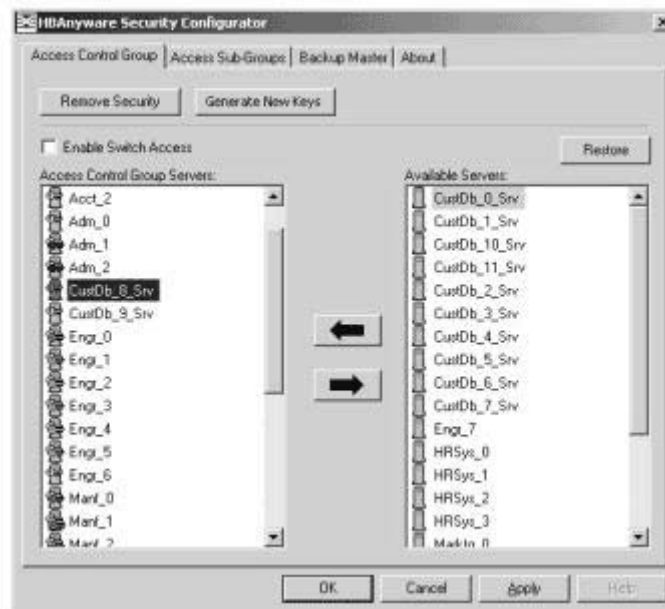 HBAnyware Security Configurator
Access Control Group Access Sub-Groups Backup Master About
Remove Security Generate New Keys
Enable Switch Access
Restore
Access Control Group Servers:
Acct_2
Adm_0
Adm_1
Adm_2
CustDb_8_Srv
CustDb_9_Srv
Engr_0
Engr_1
Engr_2
Engr_3
Engr_4
Engr_5
Engr_6
Manf_0
Manf_1
Manf_2
Available Servers:
CustDb_0_Srv
CustDb_1_Srv
CustDb_10_Srv
CustDb_11_Srv
CustDb_2_Srv
CustDb_3_Srv
CustDb_4_Srv
CustDb_5_Srv
CustDb_6_Srv
CustDb_7_Srv
Engr_7
HRSys_0
HRSys_1
HRSys_2
HRSys_3
Marktg_0
OK Cancel Apply Help